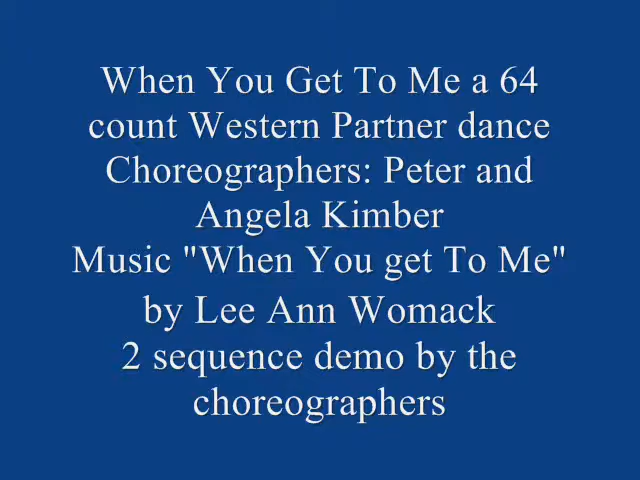 When You Get To Me a 64
count Western Partner dance
Choreographers: Peter and
Angela Kimber
Music "When You get To Me"
by Lee Ann Womack
2 sequence demo by the
choreographers